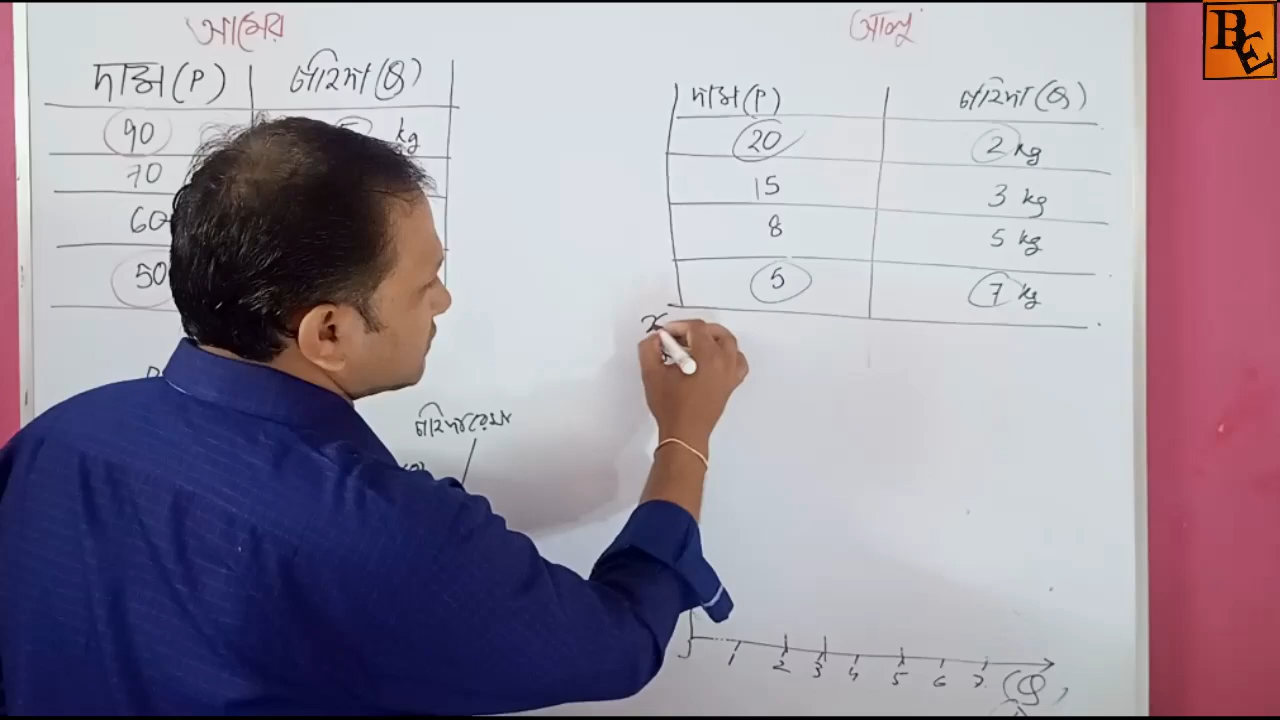 আমের
দাম (P) চাহিদা (Q)
90 kg
70
60
50
চাহিদা রেখা
আলু
দাম (P) চাহিদা (Q)
20 2 kg
15 3 kg
8 5 kg
5 7 kg
1 2 3 4 5 6 7 (Q)
BE